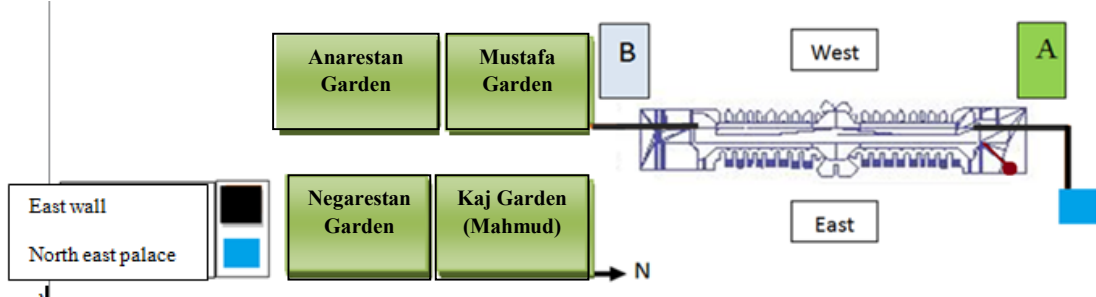 Anarestan
Garden
Mustafa
Garden
B
West
A
East wall
North east palace
Negarestan
Garden
Kaj Garden
(Mahmud)
East
N